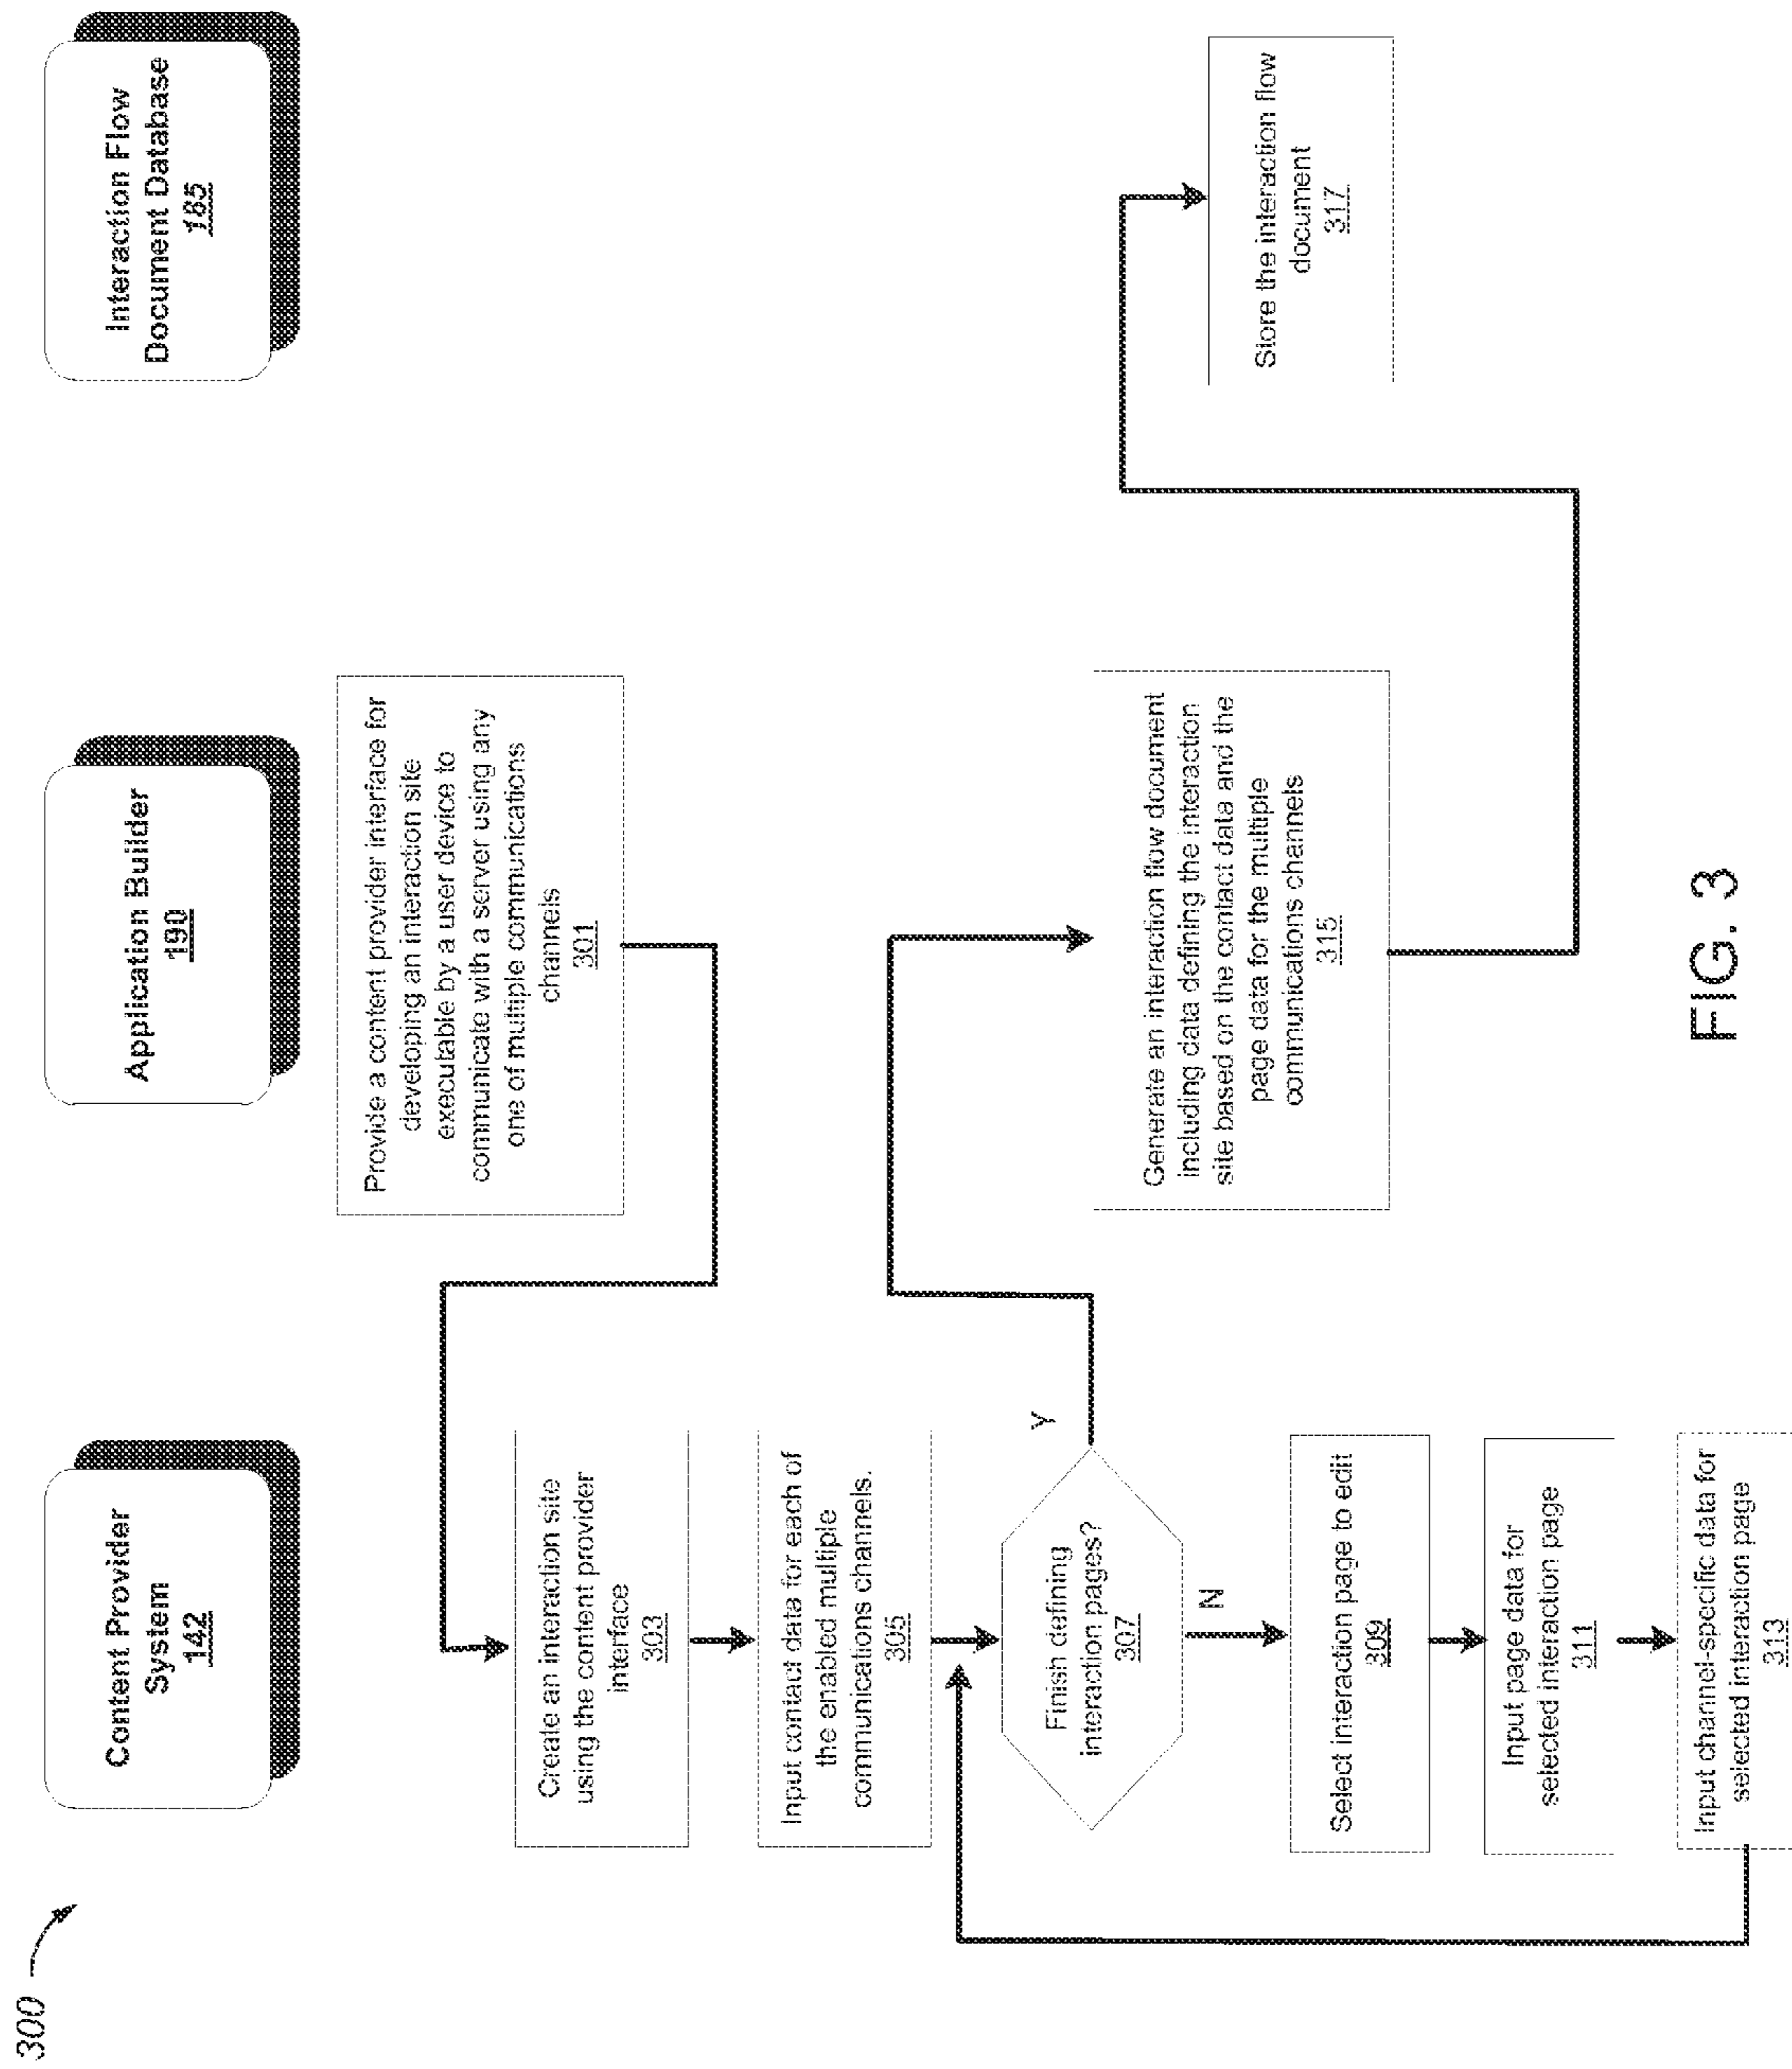 300
Content Provider
System
142
Application Builder
190
Interaction Flow
Document Database
185
Provide a content provider interface for
developing an interaction site
executable by a user device to
communicate with a server using any
one of multiple communications
channels
301
Create an interaction site
using the content provider
interface
303
Input contact data for each of
the enabled multiple
communications channels.
305
Finish defining
interaction pages?
307
Y
N
Select interaction page to edit
309
Input page data for
selected interaction page
311
Input channel-specific data for
selected interaction page
313
Generate an interaction flow document
including data defining the interaction
site based on the contact data and the
page data for the multiple
communications channels
315
Store the interaction flow
document
317
FIG. 3